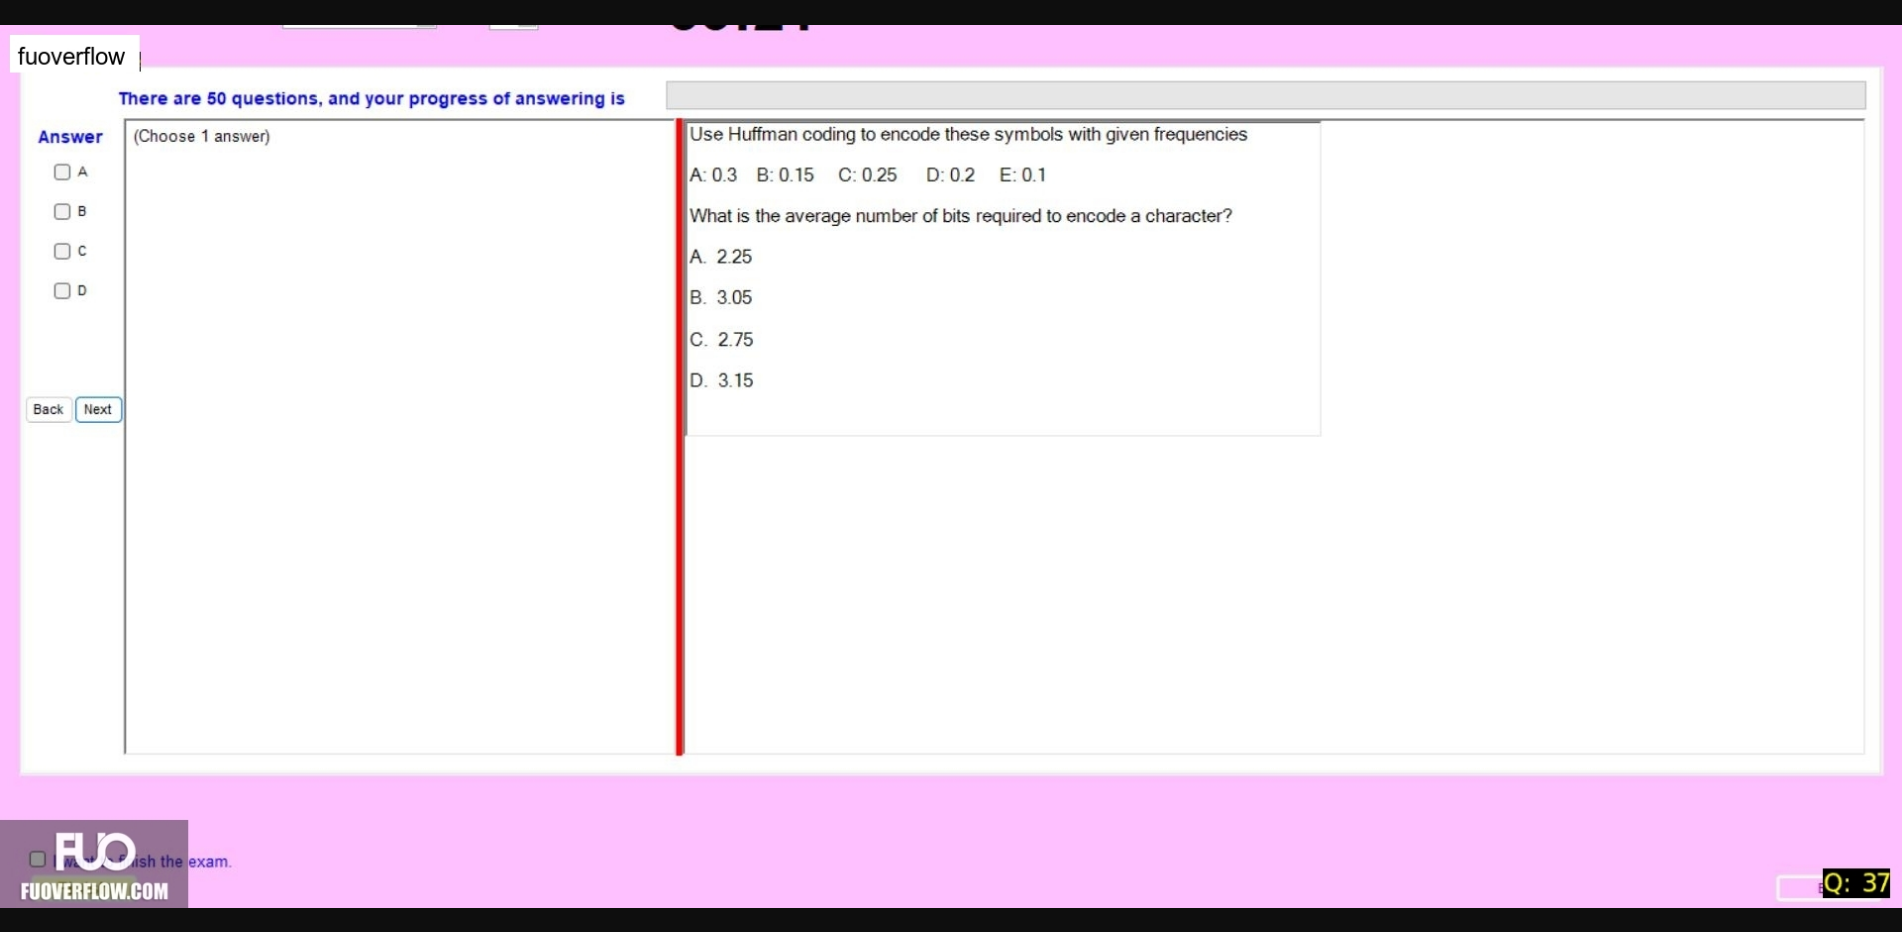 fuoverflow
There are 50 questions, and your progress of answering is
Answer
(Choose 1 answer)
A
B
C
D
Back Next
Use Huffman coding to encode these symbols with given frequencies
A: 0.3 B: 0.15 C: 0.25 D: 0.2 E: 0.1
What is the average number of bits required to encode a character?
A. 2.25
B. 3.05
C. 2.75
D. 3.15
FUO
the exam.
FUOVERFLOW.COM
Q: 37